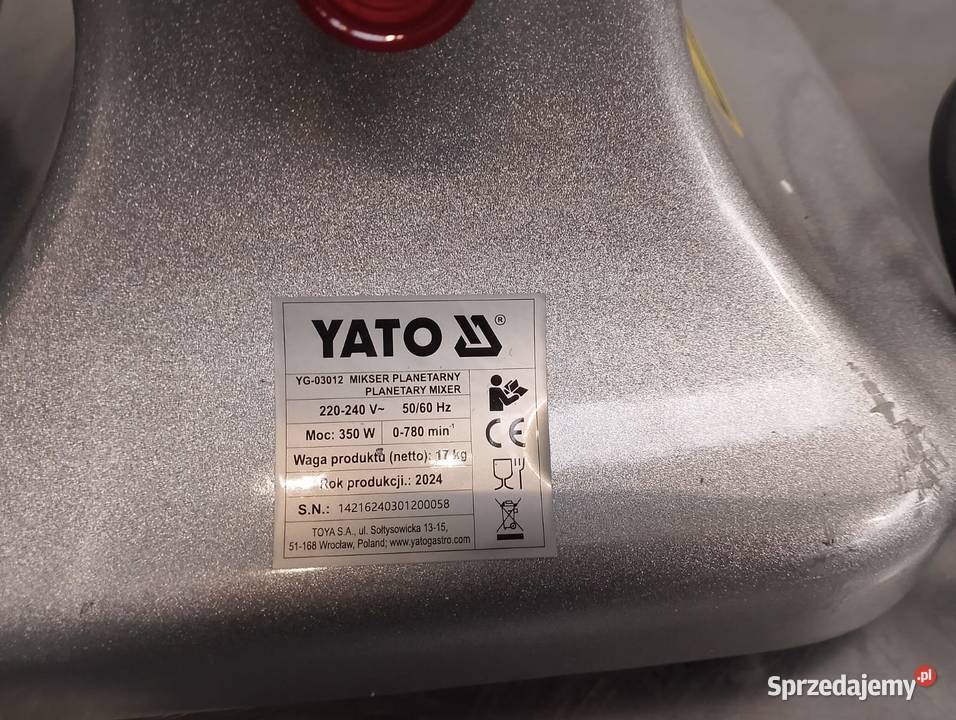 YATO ®
YG-03012 MIKSER PLANETARNY
PLANETARY MIXER
220-240 V~ 50/60 Hz
Moc: 350 W 0-780 min⁻¹
Waga produktu (netto): 17 kg
Rok produkcji.: 2024
S.N.: 14216240301200058
TOYA S.A., ul. Sołtysowicka 13-15,
51-168 Wrocław, Poland; www.yatogastro.com
CE
Sprzedajemy.pl